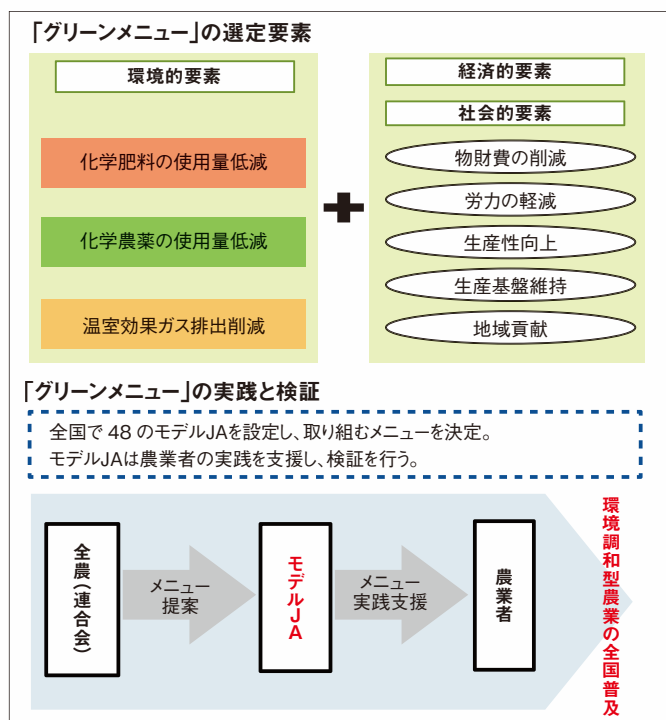 「グリーンメニュー」の選定要素
環境的要素
化学肥料の使用量低減
化学農薬の使用量低減
温室効果ガス排出削減
経済的要素
社会的要素
物財費の削減
労力の軽減
生産性向上
生産基盤維持
地域貢献
「グリーンメニュー」の実践と検証
全国で 48 のモデルJAを設定し、取り組むメニューを決定。
モデルJAは農業者の実践を支援し、検証を行う。
全農(連合会)
メニュー
提案
モデルJA
メニュー
実践支援
農業者
環境調和型農業の全国普及